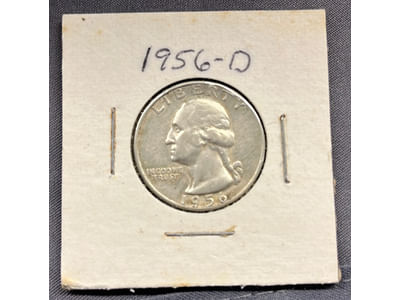 1956-D
LIBERTY
IN GOD WE
TRUST
1956